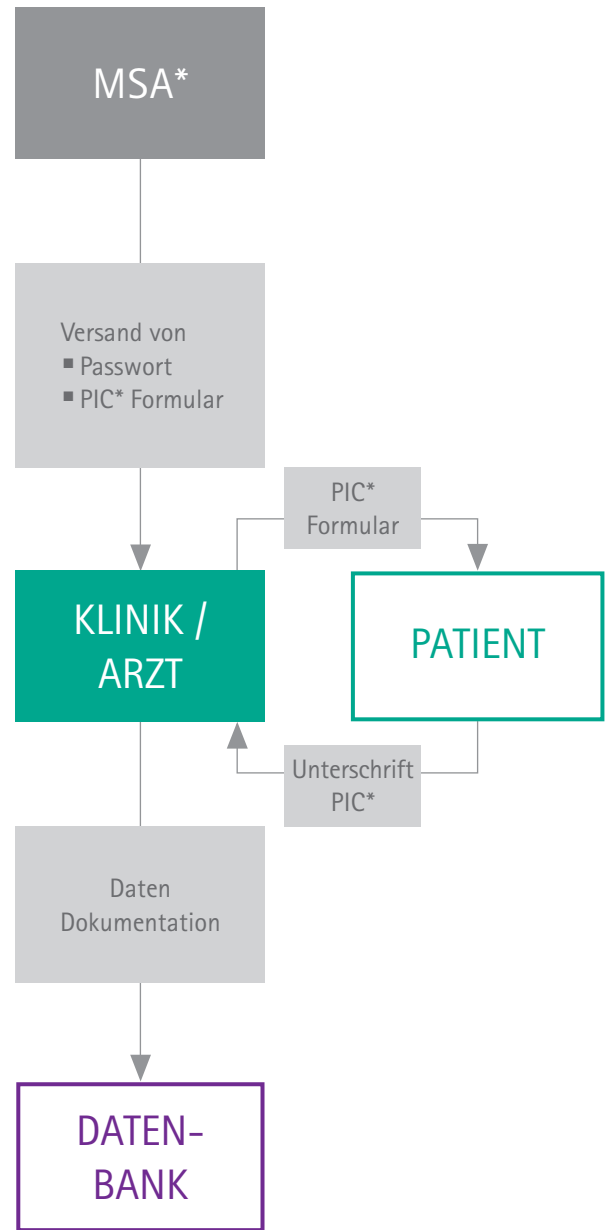 MSA*
Versand von
▪ Passwort
▪ PIC* Formular
PIC*
Formular
KLINIK /
ARZT
PATIENT
Unterschrift
PIC*
Daten
Dokumentation
DATEN-
BANK